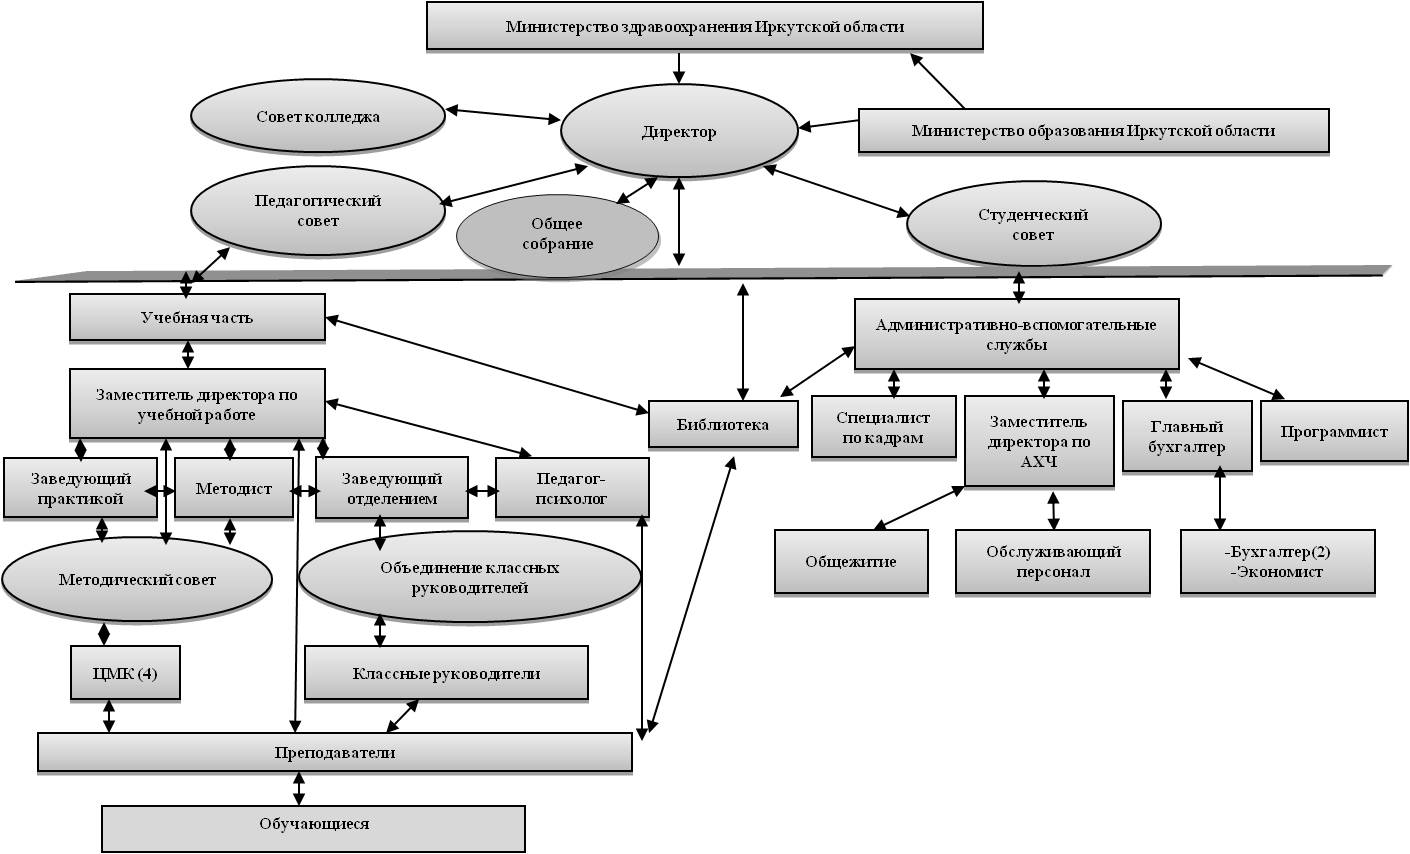 Министерство здравоохранения Иркутской области
Совет колледжа
Директор
Министерство образования Иркутской области
Педагогический
совет
Общее
собрание
Студенческий
совет
Учебная часть
Административно-вспомогательные
службы
Заместитель директора по
учебной работе
Библиотека
Специалист
по кадрам
Заместитель
директора по
АХЧ
Главный
бухгалтер
Программист
Заведующий
практикой
Методист
Заведующий
отделением
Педагог-
психолог
Методический совет
Объединение классных
руководителей
Общежитие
Обслуживающий
персонал
-Бухгалтер(2)
-Экономист
ЦМК (4)
Классные руководители
Преподаватели
Обучающиеся